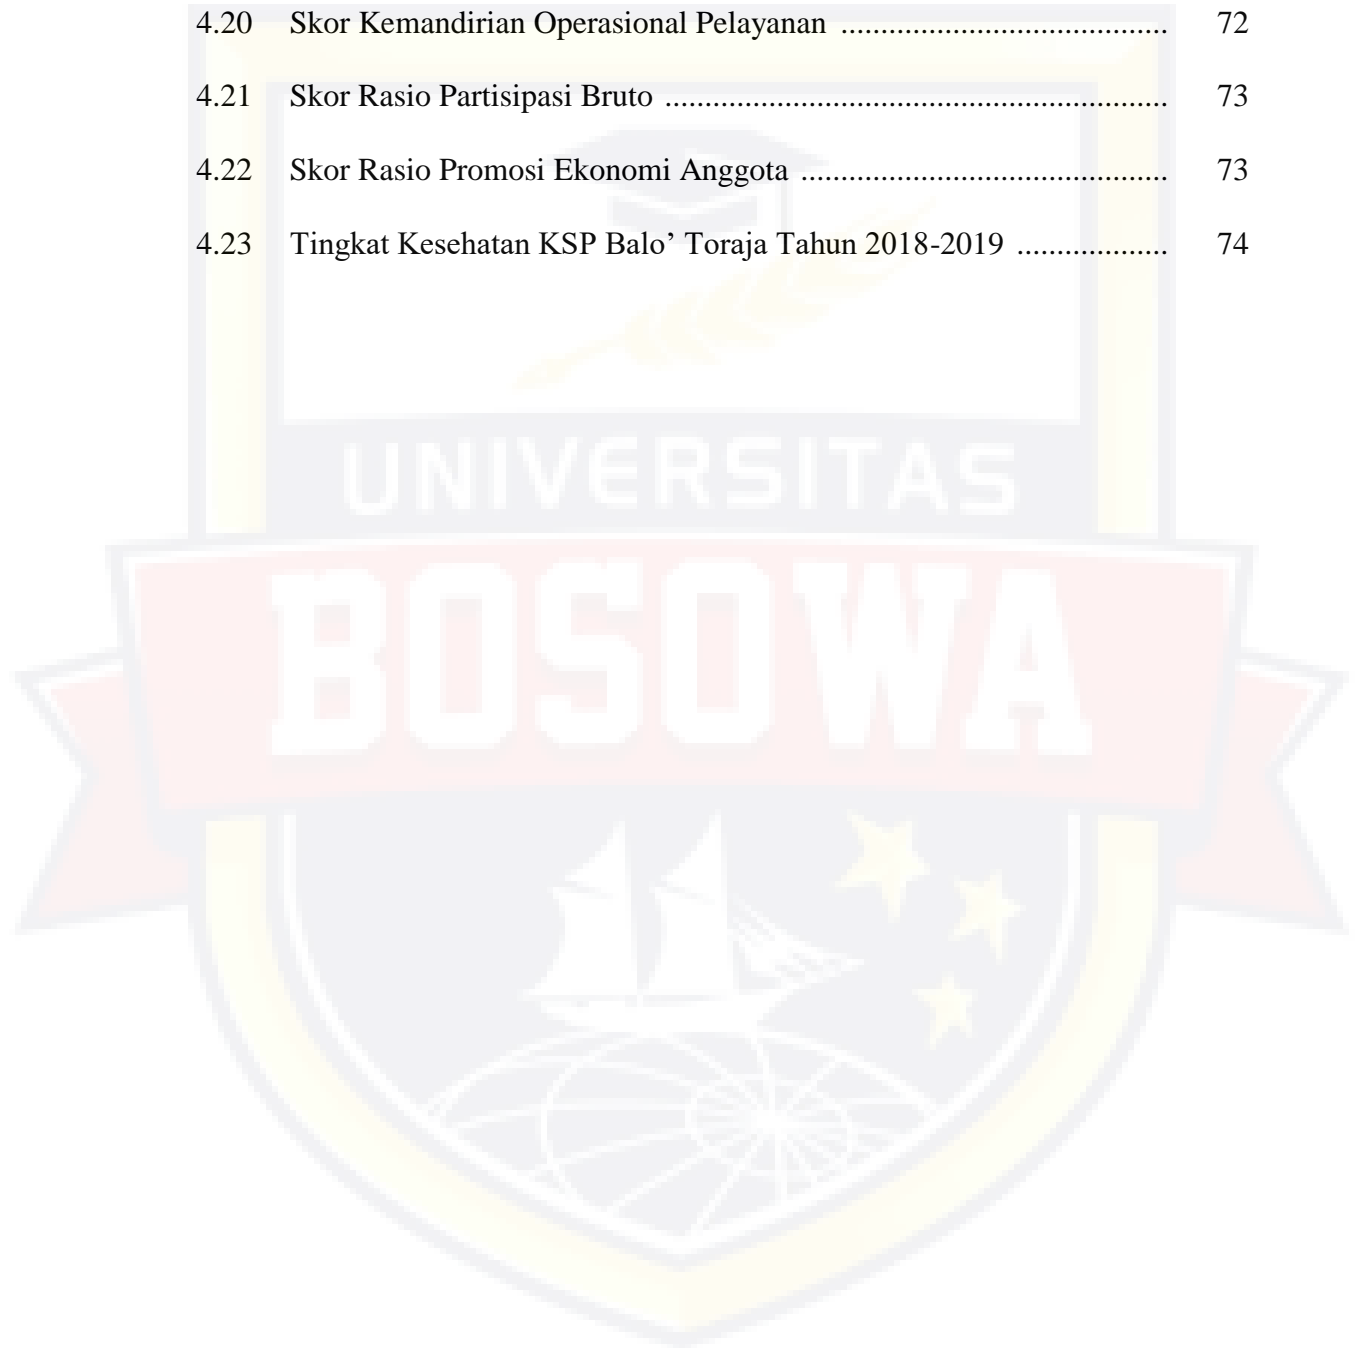 4.20 Skor Kemandirian Operasional Pelayanan ......................................... 72
4.21 Skor Rasio Partisipasi Bruto ............................................................... 73
4.22 Skor Rasio Promosi Ekonomi Anggota .............................................. 73
4.23 Tingkat Kesehatan KSP Balo’ Toraja Tahun 2018-2019 ................... 74
UNIVERSITAS
BOSOWA